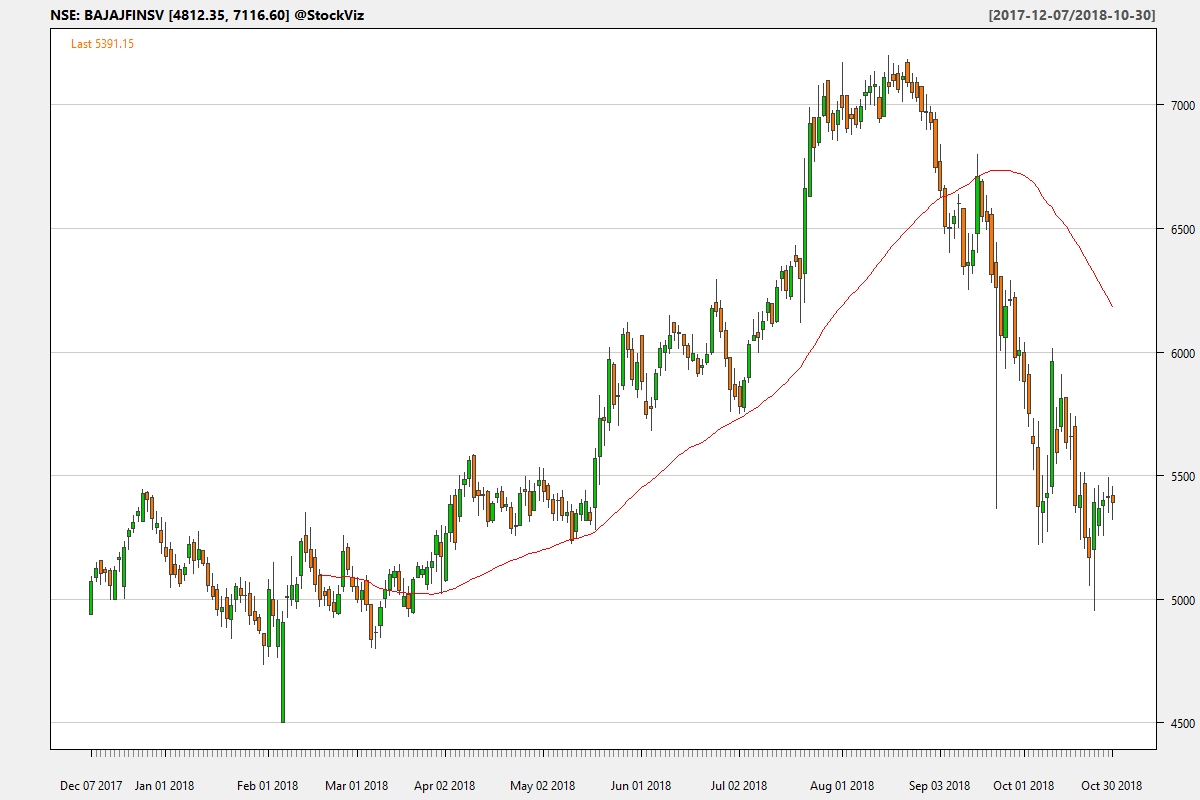 NSE: BAJAJFINSV [4812.35, 7116.60] @StockViz
[2017-12-07/2018-10-30]
Last 5391.15
7000
6500
6000
5500
5000
4500
Dec 07 2017
Jan 01 2018
Feb 01 2018
Mar 01 2018
Apr 02 2018
May 02 2018
Jun 01 2018
Jul 02 2018
Aug 01 2018
Sep 03 2018
Oct 01 2018
Oct 30 2018